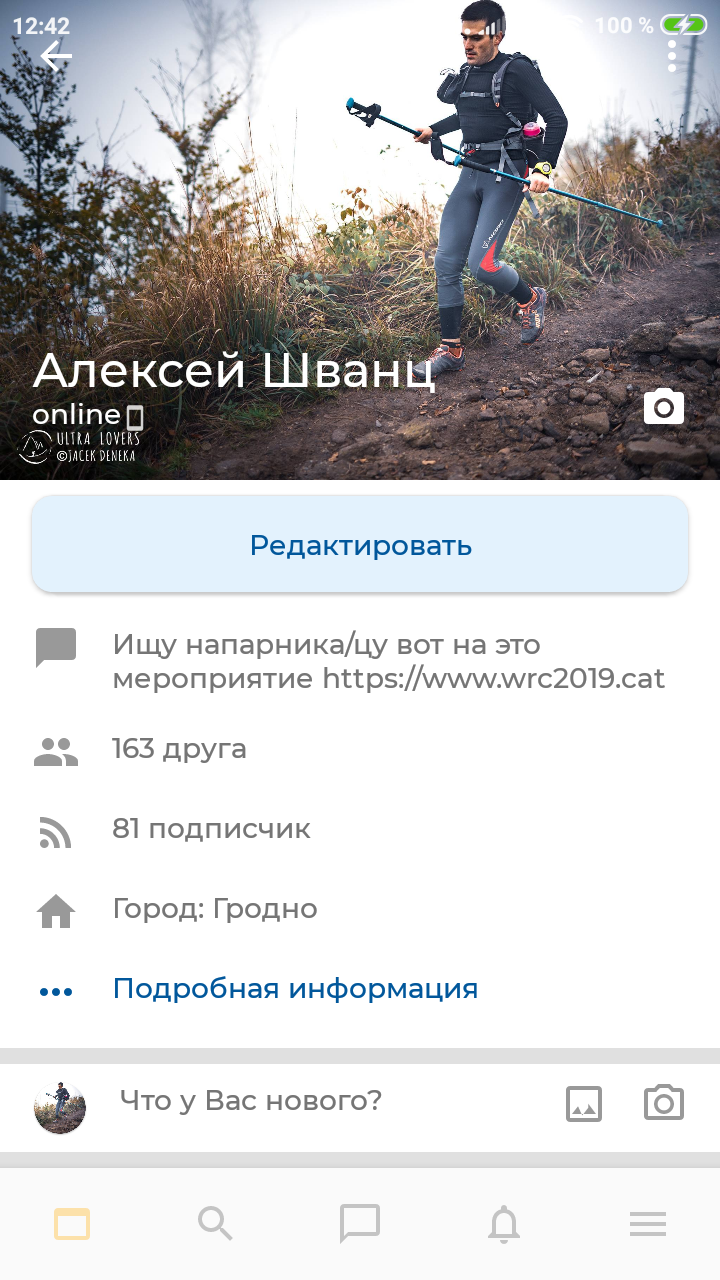 12:42
100 %
Алексей Шванц
online
ULTRA LOVERS
©JACEK DENEKA
Редактировать
Ищу напарника/цу вот на это
мероприятие https://www.wrc2019.cat
163 друга
81 подписчик
Город: Гродно
Подробная информация
Что у Вас нового?